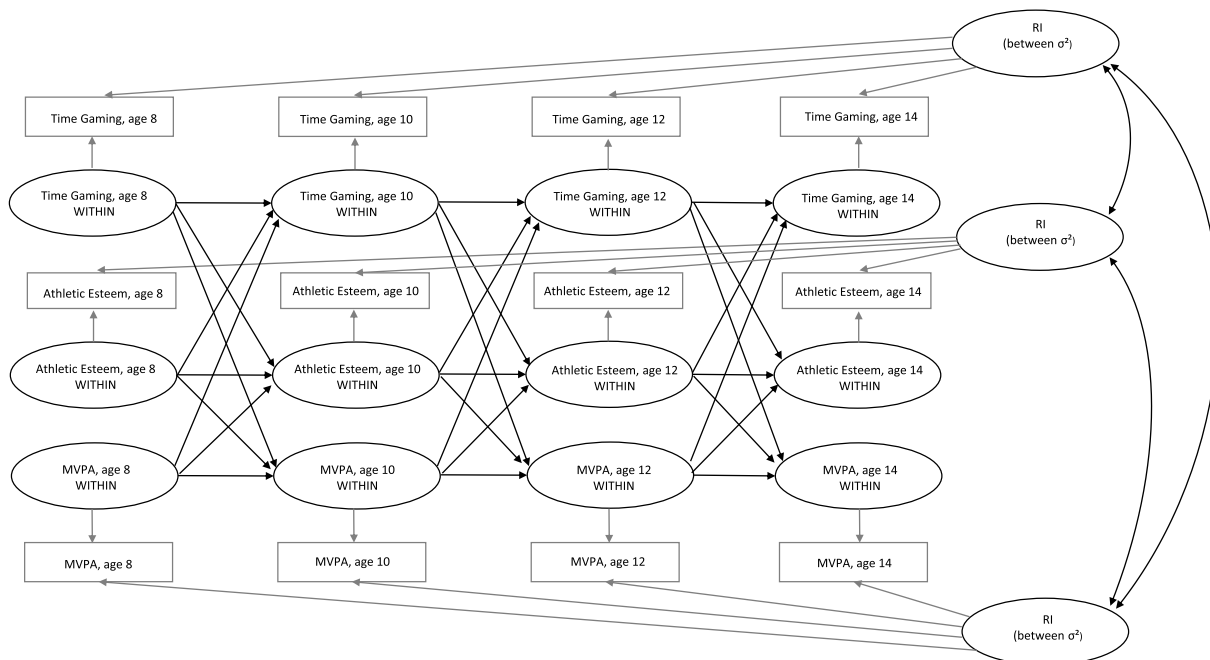 RI
(between σ²)
Time Gaming, age 8
Time Gaming, age 10
Time Gaming, age 12
Time Gaming, age 14
Time Gaming, age 8
WITHIN
Time Gaming, age 10
WITHIN
Time Gaming, age 12
WITHIN
Time Gaming, age 14
WITHIN
RI
(between σ²)
Athletic Esteem, age 8
Athletic Esteem, age 10
Athletic Esteem, age 12
Athletic Esteem, age 14
Athletic Esteem, age 8
WITHIN
Athletic Esteem, age 10
WITHIN
Athletic Esteem, age 12
WITHIN
Athletic Esteem, age 14
WITHIN
MVPA, age 8
WITHIN
MVPA, age 10
WITHIN
MVPA, age 12
WITHIN
MVPA, age 14
WITHIN
MVPA, age 8
MVPA, age 10
MVPA, age 12
MVPA, age 14
RI
(between σ²)